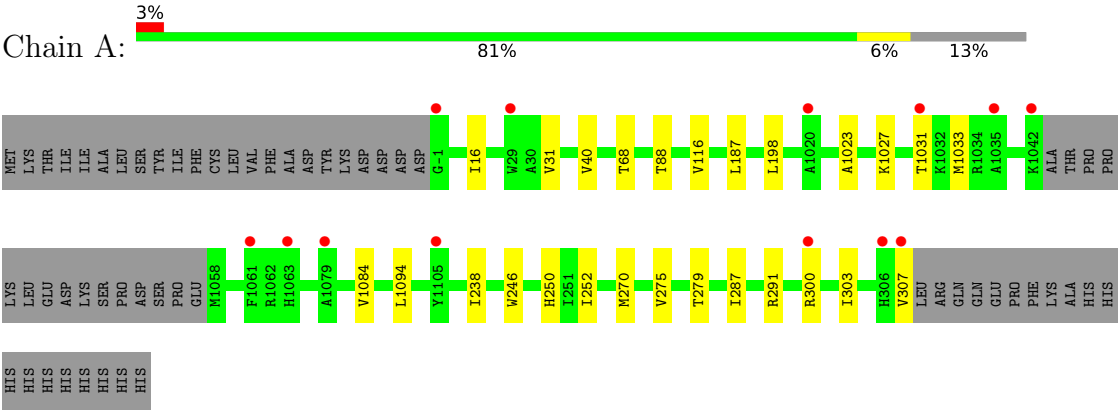 3%
Chain A:
81% 6% 13%
MET LYS THR ILE ILE ALA LEU SER TYR ILE PHE CYS LEU VAL PHE ALA ASP TYR LYS ASP ASP ASP ASP G-1 I16 W29 A30 V31 V40 T68 T88 V116 L187 L198 A1020 A1023 K1027 T1031 K1032 M1033 R1034 A1035 K1042 ALA THR PRO PRO
LYS LEU GLU ASP LYS SER PRO ASP SER PRO GLU M1058 F1061 R1062 H1063 A1079 V1084 L1094 Y1105 I238 W246 H250 I251 I252 M270 V275 T279 I287 R291 R300 I303 H306 V307 LEU ARG GLN GLN GLU PRO PHE LYS ALA HIS HIS
HIS HIS HIS HIS HIS HIS HIS HIS